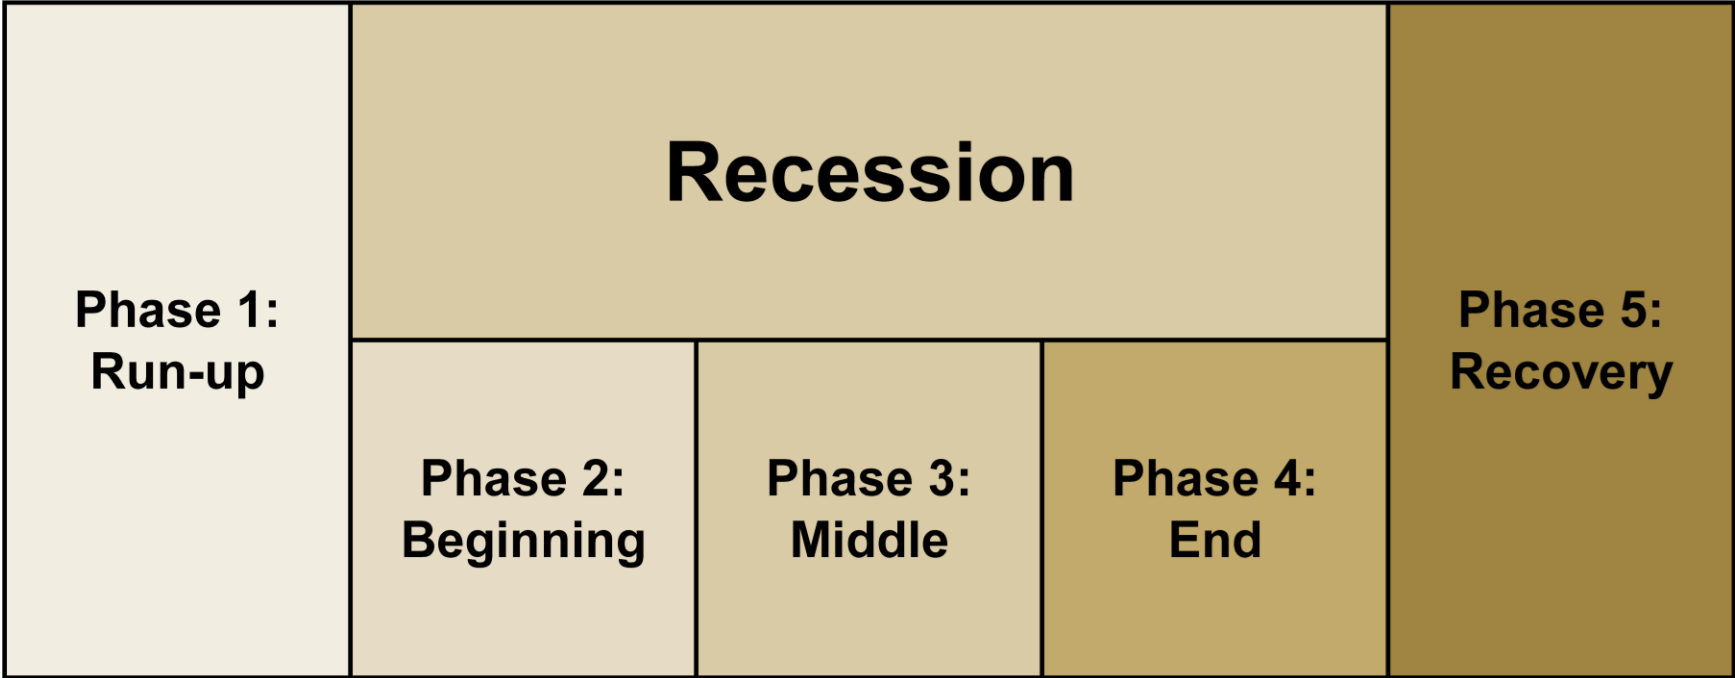 Phase 1:
Run-up
Recession
Phase 2:
Beginning
Phase 3:
Middle
Phase 4:
End
Phase 5:
Recovery